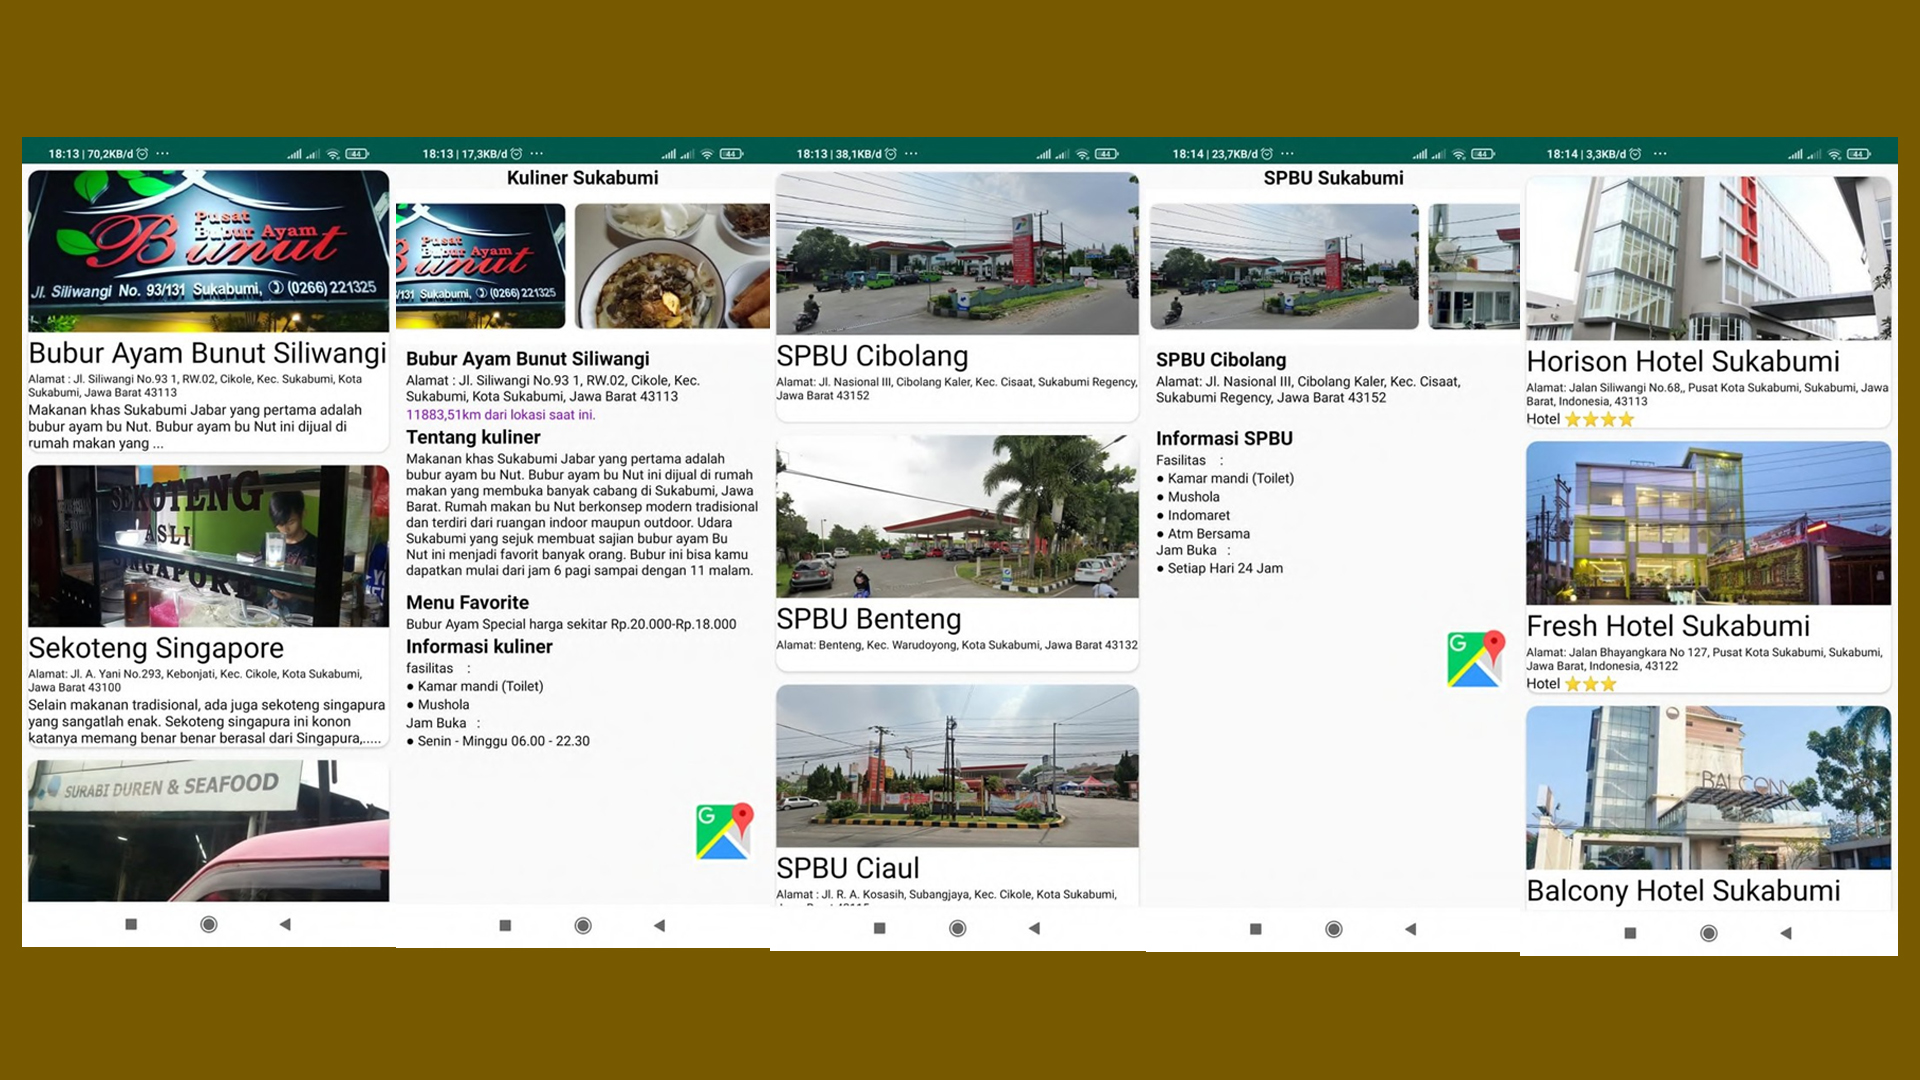 18:13 | 70,2KB/d ...
44
Pusat
Bubur Ayam
Bunut
Jl. Siliwangi No. 93/131 Sukabumi, (0266) 221325
Bubur Ayam Bunut Siliwangi
Alamat : Jl. Siliwangi No.93 1, RW.02, Cikole, Kec. Sukabumi, Kota
Sukabumi, Jawa Barat 43113
Makanan khas Sukabumi Jabar yang pertama adalah
bubur ayam bu Nut. Bubur ayam bu Nut ini dijual di
rumah makan yang ...
SEKOTENG
ASLI
SINGAPORE
Sekoteng Singapore
Alamat: Jl. A. Yani No.293, Kebonjati, Kec. Cikole, Kota Sukabumi,
Jawa Barat 43100
Selain makanan tradisional, ada juga sekoteng singapura
yang sangatlah enak. Sekoteng singapura ini konon
katanya memang benar benar berasal dari Singapura,.....
SURABI DUREN & SEAFOOD
18:13 | 17,3KB/d ...
44
Kuliner Sukabumi
Pusat
Bubur Ayam
Bunut
/131 Sukabumi, (0266) 221325
Bubur Ayam Bunut Siliwangi
Alamat : Jl. Siliwangi No.93 1, RW.02, Cikole, Kec.
Sukabumi, Kota Sukabumi, Jawa Barat 43113
11883,51km dari lokasi saat ini.
Tentang kuliner
Makanan khas Sukabumi Jabar yang pertama adalah
bubur ayam bu Nut. Bubur ayam bu Nut ini dijual di rumah
makan yang membuka banyak cabang di Sukabumi, Jawa
Barat. Rumah makan bu Nut berkonsep modern tradisional
dan terdiri dari ruangan indoor maupun outdoor. Udara
Sukabumi yang sejuk membuat sajian bubur ayam Bu
Nut ini menjadi favorit banyak orang. Bubur ini bisa kamu
dapatkan mulai dari jam 6 pagi sampai dengan 11 malam.
Menu Favorite
Bubur Ayam Special harga sekitar Rp.20.000-Rp.18.000
Informasi kuliner
fasilitas :
● Kamar mandi (Toilet)
● Mushola
Jam Buka :
● Senin - Minggu 06.00 - 22.30
G
18:13 | 38,1KB/d ...
44
SPBU Cibolang
Alamat: Jl. Nasional III, Cibolang Kaler, Kec. Cisaat, Sukabumi Regency,
Jawa Barat 43152
SPBU Benteng
Alamat: Benteng, Kec. Warudoyong, Kota Sukabumi, Jawa Barat 43132
SPBU Ciaul
Alamat : Jl. R. A. Kosasih, Subangjaya, Kec. Cikole, Kota Sukabumi,
18:14 | 23,7KB/d ...
44
SPBU Sukabumi
SPBU Cibolang
Alamat: Jl. Nasional III, Cibolang Kaler, Kec. Cisaat,
Sukabumi Regency, Jawa Barat 43152
Informasi SPBU
Fasilitas :
● Kamar mandi (Toilet)
● Mushola
● Indomaret
● Atm Bersama
Jam Buka :
● Setiap Hari 24 Jam
G
18:14 | 3,3KB/d ...
44
Horison Hotel Sukabumi
Alamat: Jalan Siliwangi No.68,, Pusat Kota Sukabumi, Sukabumi, Jawa
Barat, Indonesia, 43113
Hotel ⭐⭐⭐⭐
Fresh Hotel Sukabumi
Alamat: Jalan Bhayangkara No 127, Pusat Kota Sukabumi, Sukabumi,
Jawa Barat, Indonesia, 43122
Hotel ⭐⭐⭐
BALCONY
Balcony Hotel Sukabumi